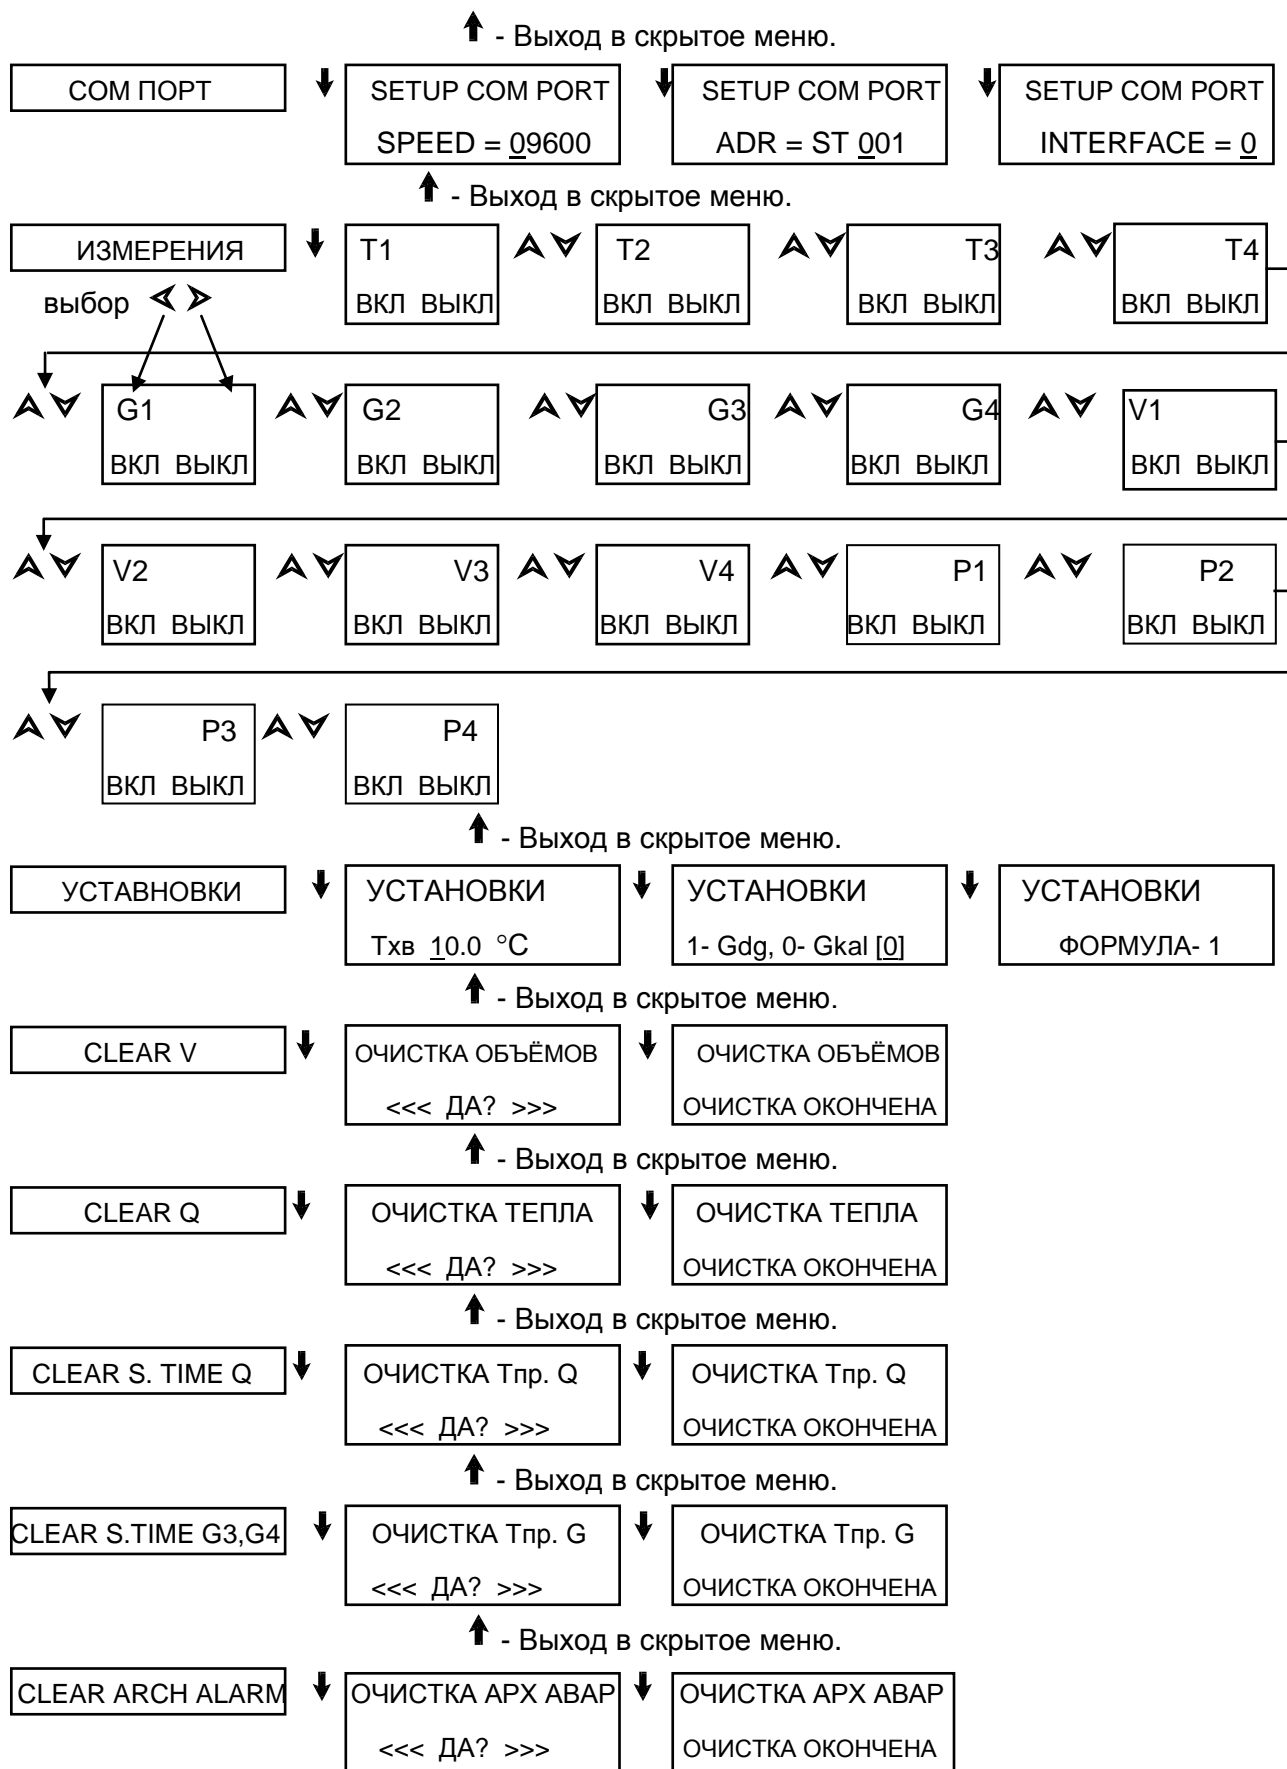 - Выход в скрытое меню.
COM ПОРТ SETUP COM PORT SETUP COM PORT SETUP COM PORT
SPEED = 09600 ADR = ST 001 INTERFACE = 0
- Выход в скрытое меню.
ИЗМЕРЕНИЯ T1 T2 T3 T4
выбор ВКЛ ВЫКЛ ВКЛ ВЫКЛ ВКЛ ВЫКЛ ВКЛ ВЫКЛ
G1 G2 G3 G4 V1
ВКЛ ВЫКЛ ВКЛ ВЫКЛ ВКЛ ВЫКЛ ВКЛ ВЫКЛ ВКЛ ВЫКЛ
V2 V3 V4 P1 P2
ВКЛ ВЫКЛ ВКЛ ВЫКЛ ВКЛ ВЫКЛ ВКЛ ВЫКЛ ВКЛ ВЫКЛ
P3 P4
ВКЛ ВЫКЛ ВКЛ ВЫКЛ
- Выход в скрытое меню.
УСТАВНОВКИ УСТАНОВКИ УСТАНОВКИ УСТАНОВКИ
Тхв 10.0 °С 1- Gdg, 0- Gkal [0] ФОРМУЛА- 1
- Выход в скрытое меню.
CLEAR V ОЧИСТКА ОБЪЁМОВ ОЧИСТКА ОБЪЁМОВ
<<< ДА? >>> ОЧИСТКА ОКОНЧЕНА
- Выход в скрытое меню.
CLEAR Q ОЧИСТКА ТЕПЛА ОЧИСТКА ТЕПЛА
<<< ДА? >>> ОЧИСТКА ОКОНЧЕНА
- Выход в скрытое меню.
CLEAR S. TIME Q ОЧИСТКА Тпр. Q ОЧИСТКА Тпр. Q
<<< ДА? >>> ОЧИСТКА ОКОНЧЕНА
- Выход в скрытое меню.
CLEAR S.TIME G3,G4 ОЧИСТКА Тпр. G ОЧИСТКА Тпр. G
<<< ДА? >>> ОЧИСТКА ОКОНЧЕНА
- Выход в скрытое меню.
CLEAR ARCH ALARM ОЧИСТКА АРХ АВАР ОЧИСТКА АРХ АВАР
<<< ДА? >>> ОЧИСТКА ОКОНЧЕНА